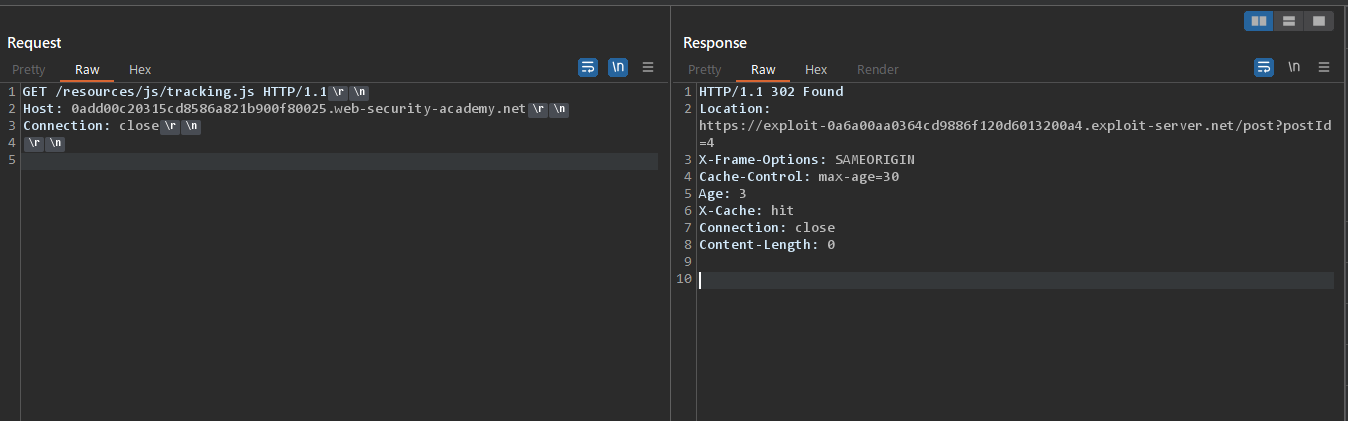 Request
Pretty Raw Hex \n
1 GET /resources/js/tracking.js HTTP/1.1 \r \n
2 Host: 0add00c20315cd8586a821b900f80025.web-security-academy.net \r \n
3 Connection: close \r \n
4 \r \n
5
Response
Pretty Raw Hex Render \n
1 HTTP/1.1 302 Found
2 Location:
https://exploit-0a6a00aa0364cd9886f120d6013200a4.exploit-server.net/post?postId
=4
3 X-Frame-Options: SAMEORIGIN
4 Cache-Control: max-age=30
5 Age: 3
6 X-Cache: hit
7 Connection: close
8 Content-Length: 0
9
10